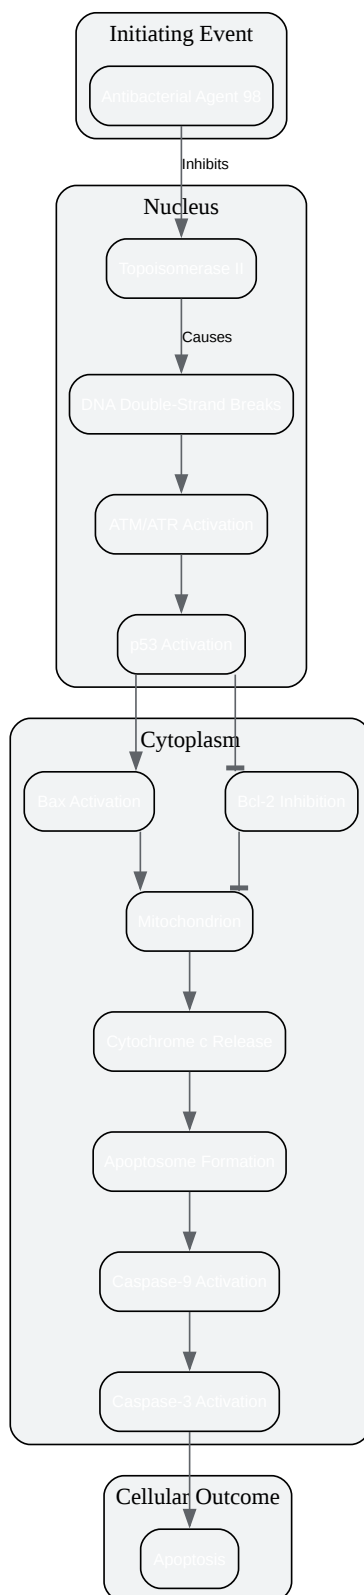 Initiating Event
Antibacterial Agent 98
Inhibits
Nucleus
Topoisomerase II
Causes
DNA Double-Strand Breaks
ATM/ATR Activation
p53 Activation
Cytoplasm
Bax Activation
Bcl-2 Inhibition
Mitochondrion
Cytochrome c Release
Apoptosome Formation
Caspase-9 Activation
Caspase-3 Activation
Cellular Outcome
Apoptosis